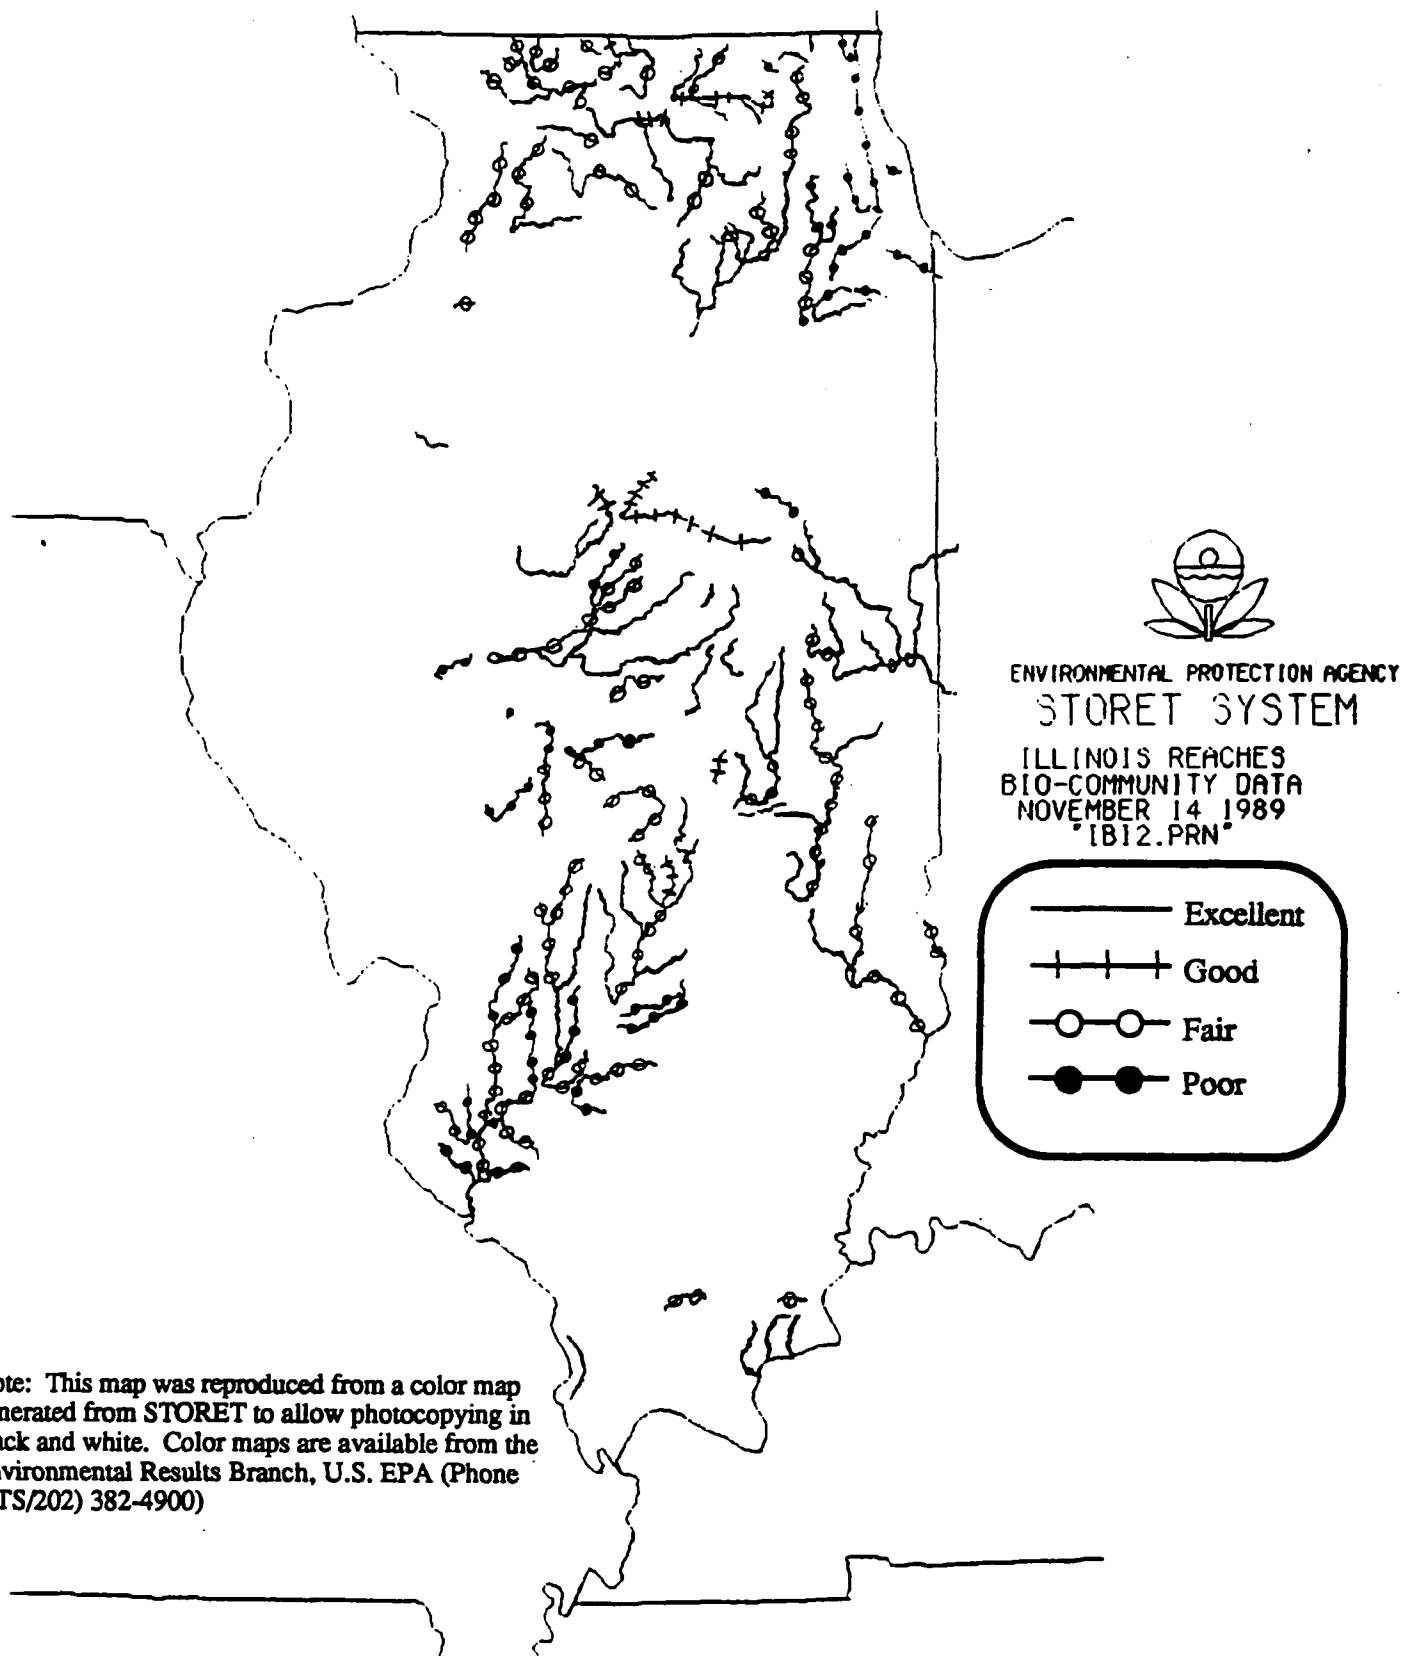 ENVIRONMENTAL PROTECTION AGENCY
STORET SYSTEM
ILLINOIS REACHES
BIO-COMMUNITY DATA
NOVEMBER 14 1989
"IBI2.PRN"
Excellent
Good
Fair
Poor
ote: This map was reproduced from a color map
nerated from STORET to allow photocopying in
ack and white. Color maps are available from the
vironmental Results Branch, U.S. EPA (Phone
TS/202) 382-4900)